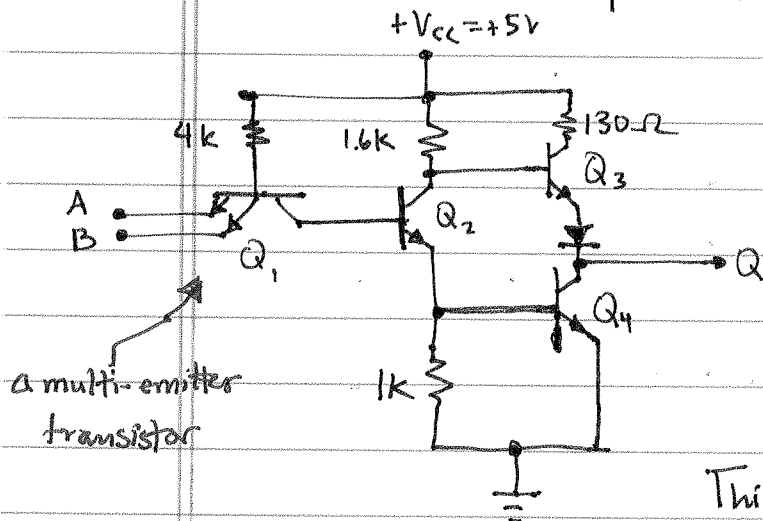 +Vcc=+5V
4k
1.6K
130Ω
Q3
A
B
Q1
Q2
Q
Q4
a multi-emitter
transistor
1K
Thi